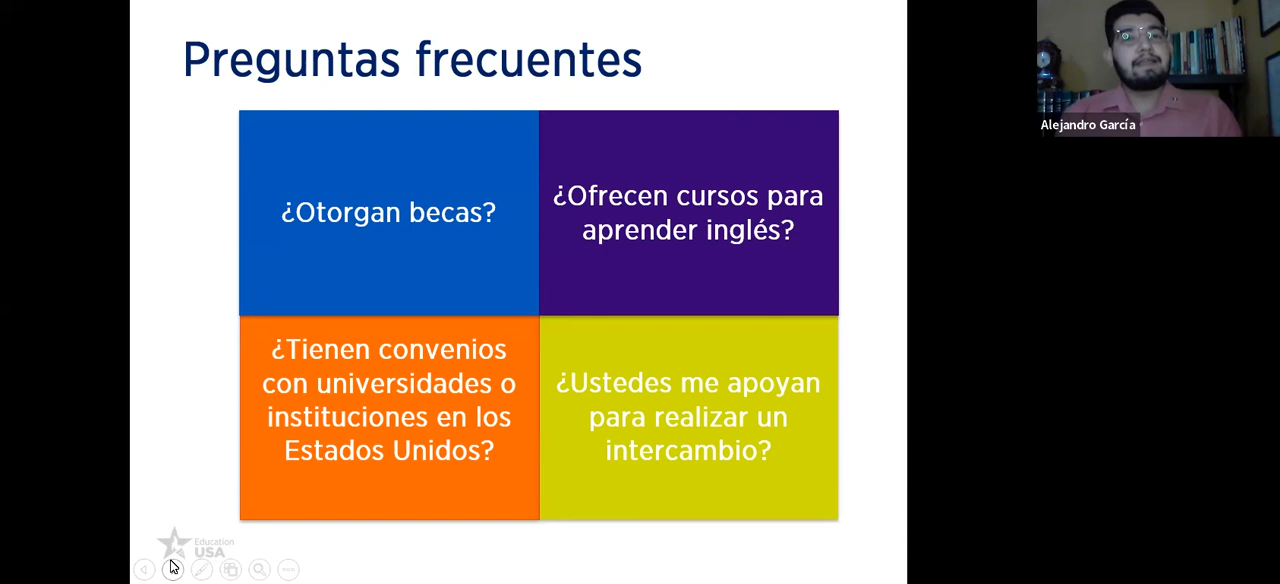 Preguntas frecuentes
¿Otorgan becas?
¿Ofrecen cursos para
aprender inglés?
¿Tienen convenios
con universidades o
instituciones en los
Estados Unidos?
¿Ustedes me apoyan
para realizar un
intercambio?
Education
USA
Alejandro García